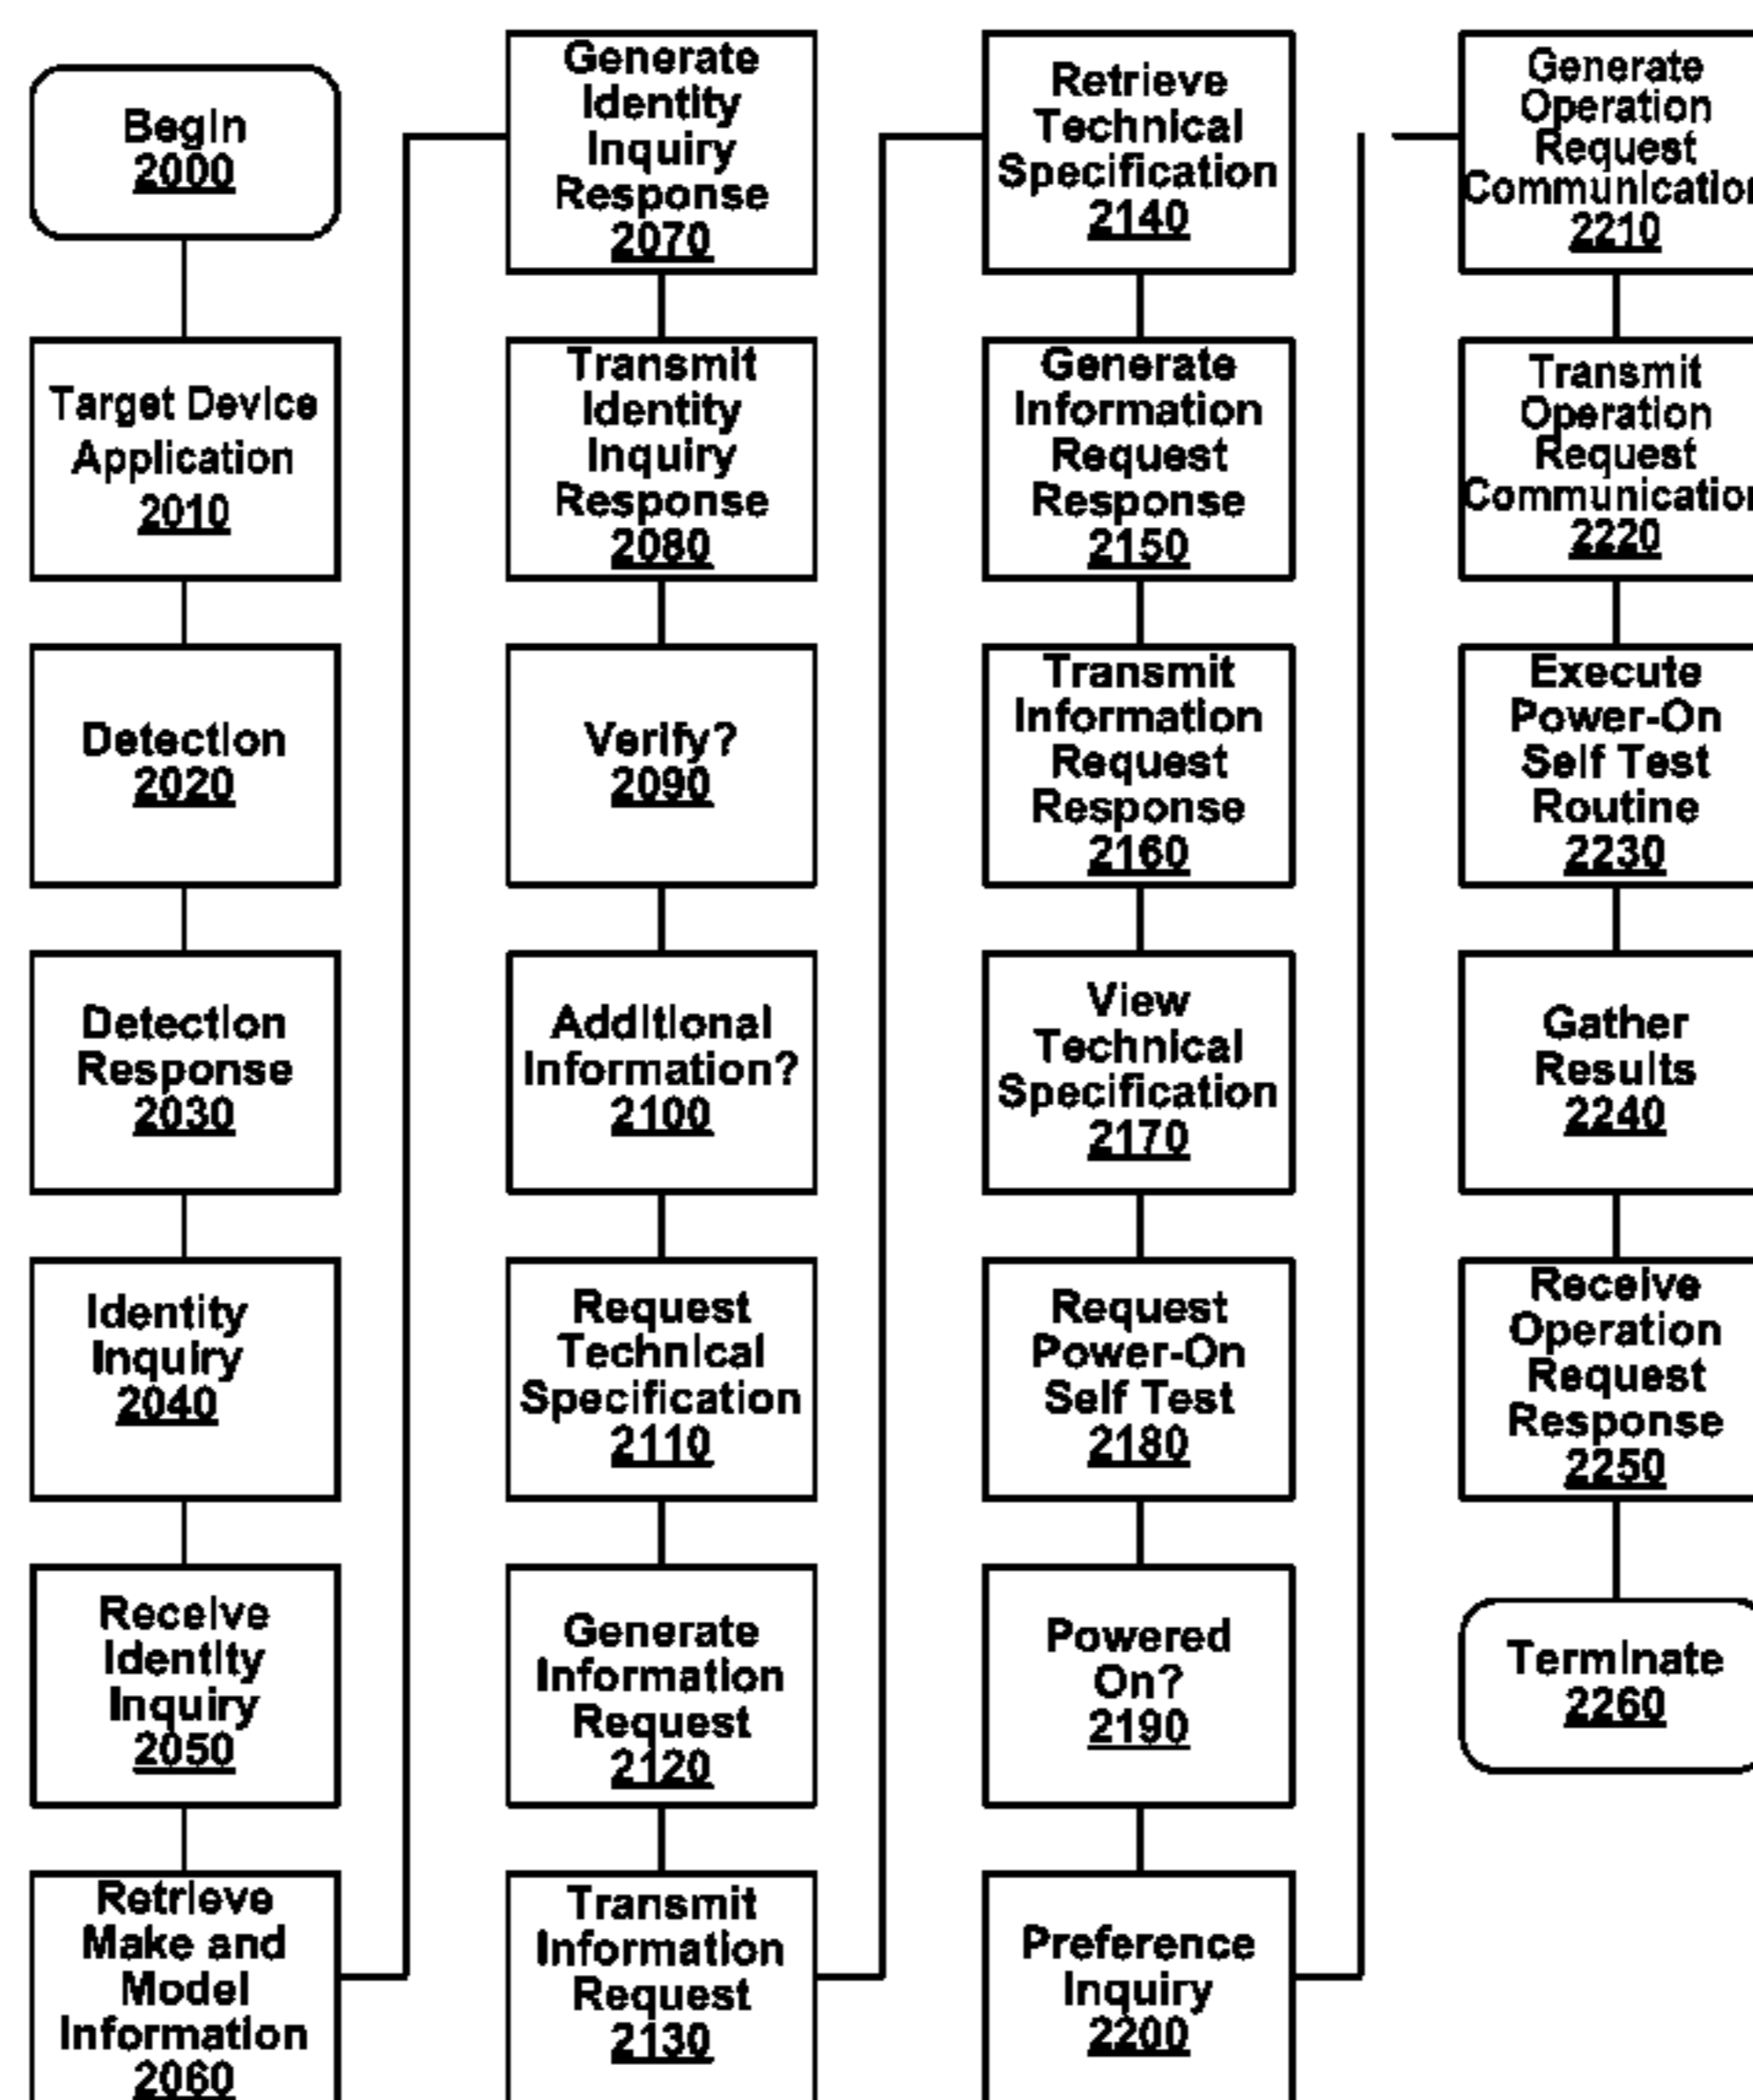 Begin
2000
Target Device
Application
2010
Detection
2020
Detection
Response
2030
Identity
Inquiry
2040
Receive
Identity
Inquiry
2050
Retrieve
Make and
Model
Information
2060
Generate
Identity
Inquiry
Response
2070
Transmit
Identity
Inquiry
Response
2080
Verify?
2090
Additional
Information?
2100
Request
Technical
Specification
2110
Generate
Information
Request
2120
Transmit
Information
Request
2130
Retrieve
Technical
Specification
2140
Generate
Information
Request
Response
2150
Transmit
Information
Request
Response
2160
View
Technical
Specification
2170
Request
Power-On
Self Test
2180
Powered
On?
2190
Preference
Inquiry
2200
Generate
Operation
Request
Communication
2210
Transmit
Operation
Request
Communication
2220
Execute
Power-On
Self Test
Routine
2230
Gather
Results
2240
Receive
Operation
Request
Response
2250
Terminate
2260